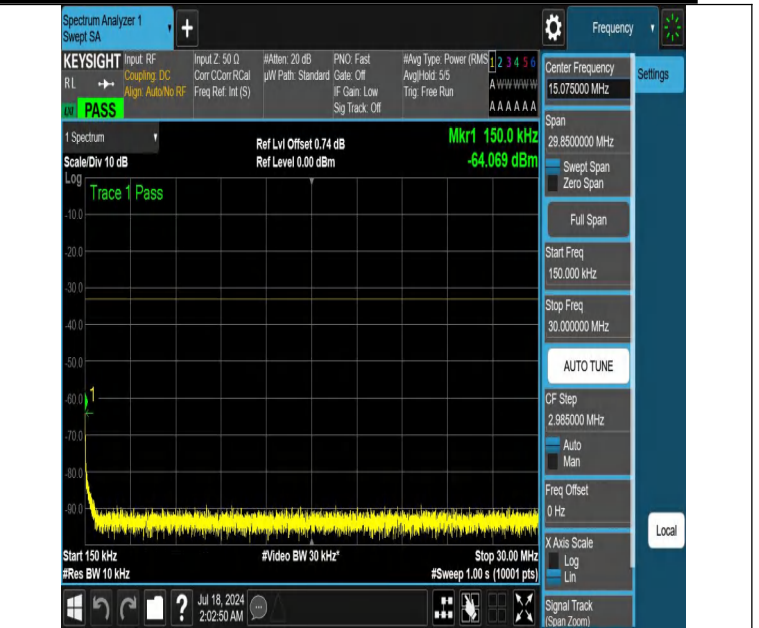 Spectrum Analyzer 1
Swept SA
+
Frequency
KEYSIGHT
RL
PASS
Input: RF
Coupling: DC
Align: Auto/No RF
Input Z: 50 Ω
Corr CCorr RCal
Freq Ref: Int (S)
#Atten: 20 dB
µW Path: Standard
PNO: Fast
Gate: Off
IF Gain: Low
Sig Track: Off
#Avg Type: Power (RMS
Avg|Hold: 5/5
Trig: Free Run
1 2 3 4 5 6
A W W W W W
A A A A A A
1 Spectrum
Scale/Div 10 dB
Ref Lvl Offset 0.74 dB
Ref Level 0.00 dBm
Mkr1 150.0 kHz
-64.069 dBm
Log
Trace 1 Pass
-10.0
-20.0
-40.0
-50.0
-60.0
1
-70.0
-80.0
-90.0
Start 150 kHz
#Res BW 10 kHz
#Video BW 30 kHz*
Stop 30.00 MHz
#Sweep 1.00 s (10001 pts)
Center Frequency
15.075000 MHz
Settings
Span
29.8500000 MHz
Swept Span
Zero Span
Full Span
Start Freq
150.000 kHz
Stop Freq
30.000000 MHz
AUTO TUNE
CF Step
2.985000 MHz
Auto
Man
Freq Offset
0 Hz
X Axis Scale
Log
Lin
Local
Signal Track
(Span Zoom)
?
Jul 18, 2024
2:02:50 AM